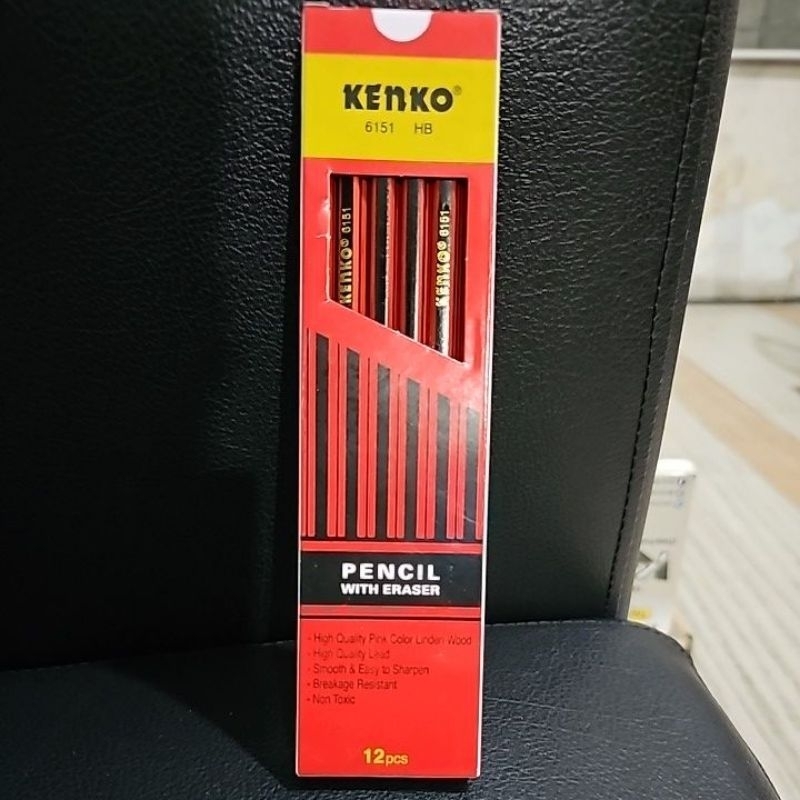 KENKO®
6151 HB
KENKO® 6151
KENKO® 6151
PENCIL
WITH ERASER
- High Quality Pink Color Linden Wood
- High Quality Lead
- Smooth & Easy to Sharpen
- Breakage Resistant
- Non Toxic
12pcs